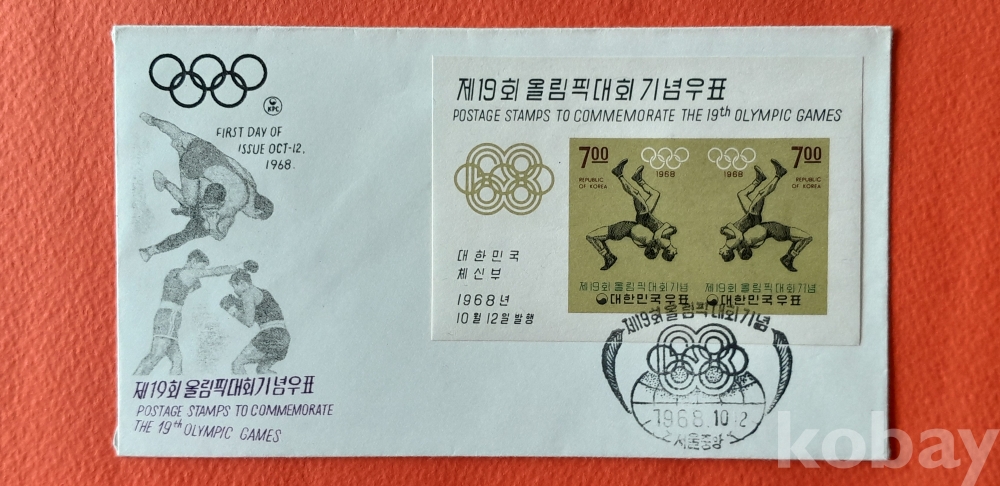 KPC
FIRST DAY OF
ISSUE OCT-12,
1968.
제19회 올림픽대회기념우표
POSTAGE STAMPS TO COMMEMORATE
THE 19th OLYMPIC GAMES
제19회 올림픽대회기념우표
POSTAGE STAMPS TO COMMEMORATE THE 19th OLYMPIC GAMES
68
대한민국
체신부
1968년
10월 12일 발행
7.00
1968
REPUBLIC
OF KOREA
제19회 올림픽대회기념
대한민국우표
1968
7.00
REPUBLIC
OF KOREA
제19회 올림픽대회기념
대한민국우표
제19회 올림픽대회기념
68
1968.10.12
서울중앙
kobay